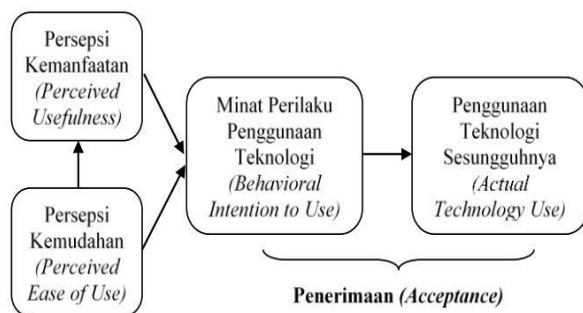 Persepsi
Kemanfaatan
(Perceived
Usefulness)
Persepsi
Kemudahan
(Perceived
Ease of Use)
Minat Perilaku
Penggunaan
Teknologi
(Behavioral
Intention to Use)
Penggunaan
Teknologi
Sesungguhnya
(Actual
Technology Use)
Penerimaan (Acceptance)